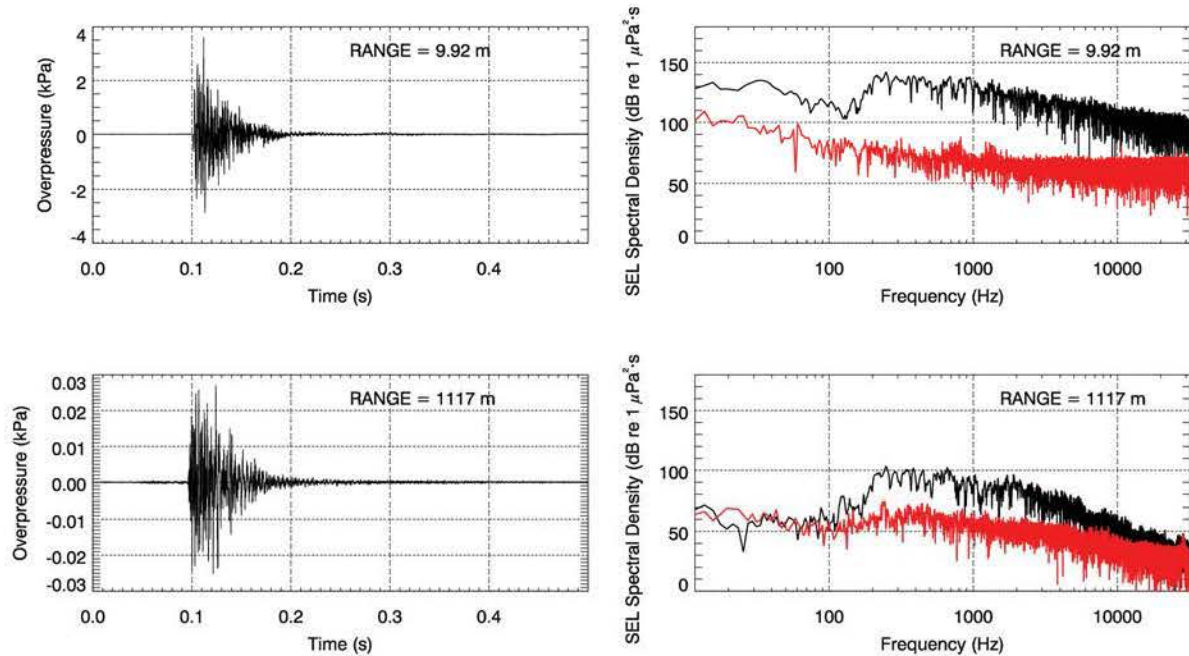 RANGE = 9.92 m
Overpressure (kPa)
4
2
0
-2
-4
0.0 0.1 0.2 0.3 0.4
Time (s)
RANGE = 9.92 m
SEL Spectral Density (dB re 1 μPa²·s
150
100
50
0
100 1000 10000
Frequency (Hz)
RANGE = 1117 m
Overpressure (kPa)
0.03
0.02
0.01
0.00
-0.01
-0.02
-0.03
0.0 0.1 0.2 0.3 0.4
Time (s)
RANGE = 1117 m
SEL Spectral Density (dB re 1 μPa²·s
150
100
50
0
100 1000 10000
Frequency (Hz)